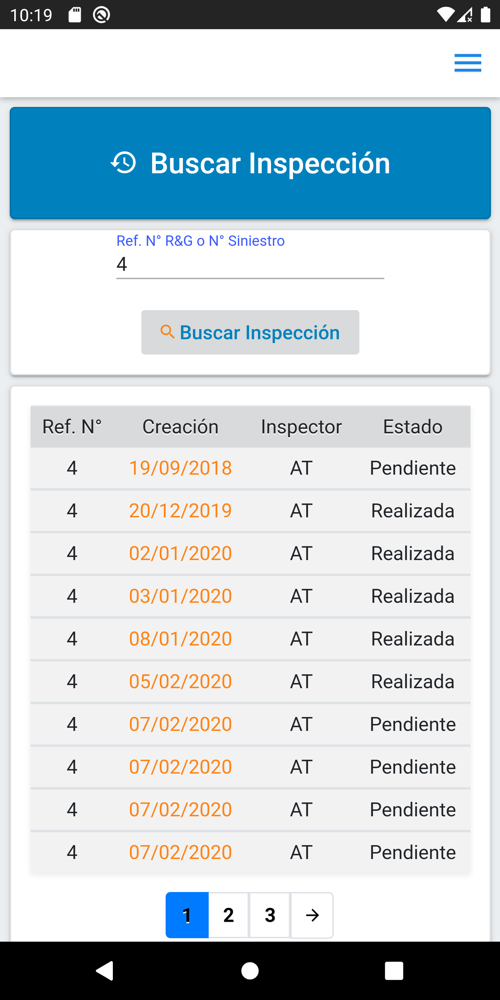 10:19
Buscar Inspección
Ref. N° R&G o N° Siniestro
4
Buscar Inspección
Ref. N° Creación Inspector Estado
4 19/09/2018 AT Pendiente
4 20/12/2019 AT Realizada
4 02/01/2020 AT Realizada
4 03/01/2020 AT Realizada
4 08/01/2020 AT Realizada
4 05/02/2020 AT Realizada
4 07/02/2020 AT Pendiente
4 07/02/2020 AT Pendiente
4 07/02/2020 AT Pendiente
4 07/02/2020 AT Pendiente
1 2 3 →